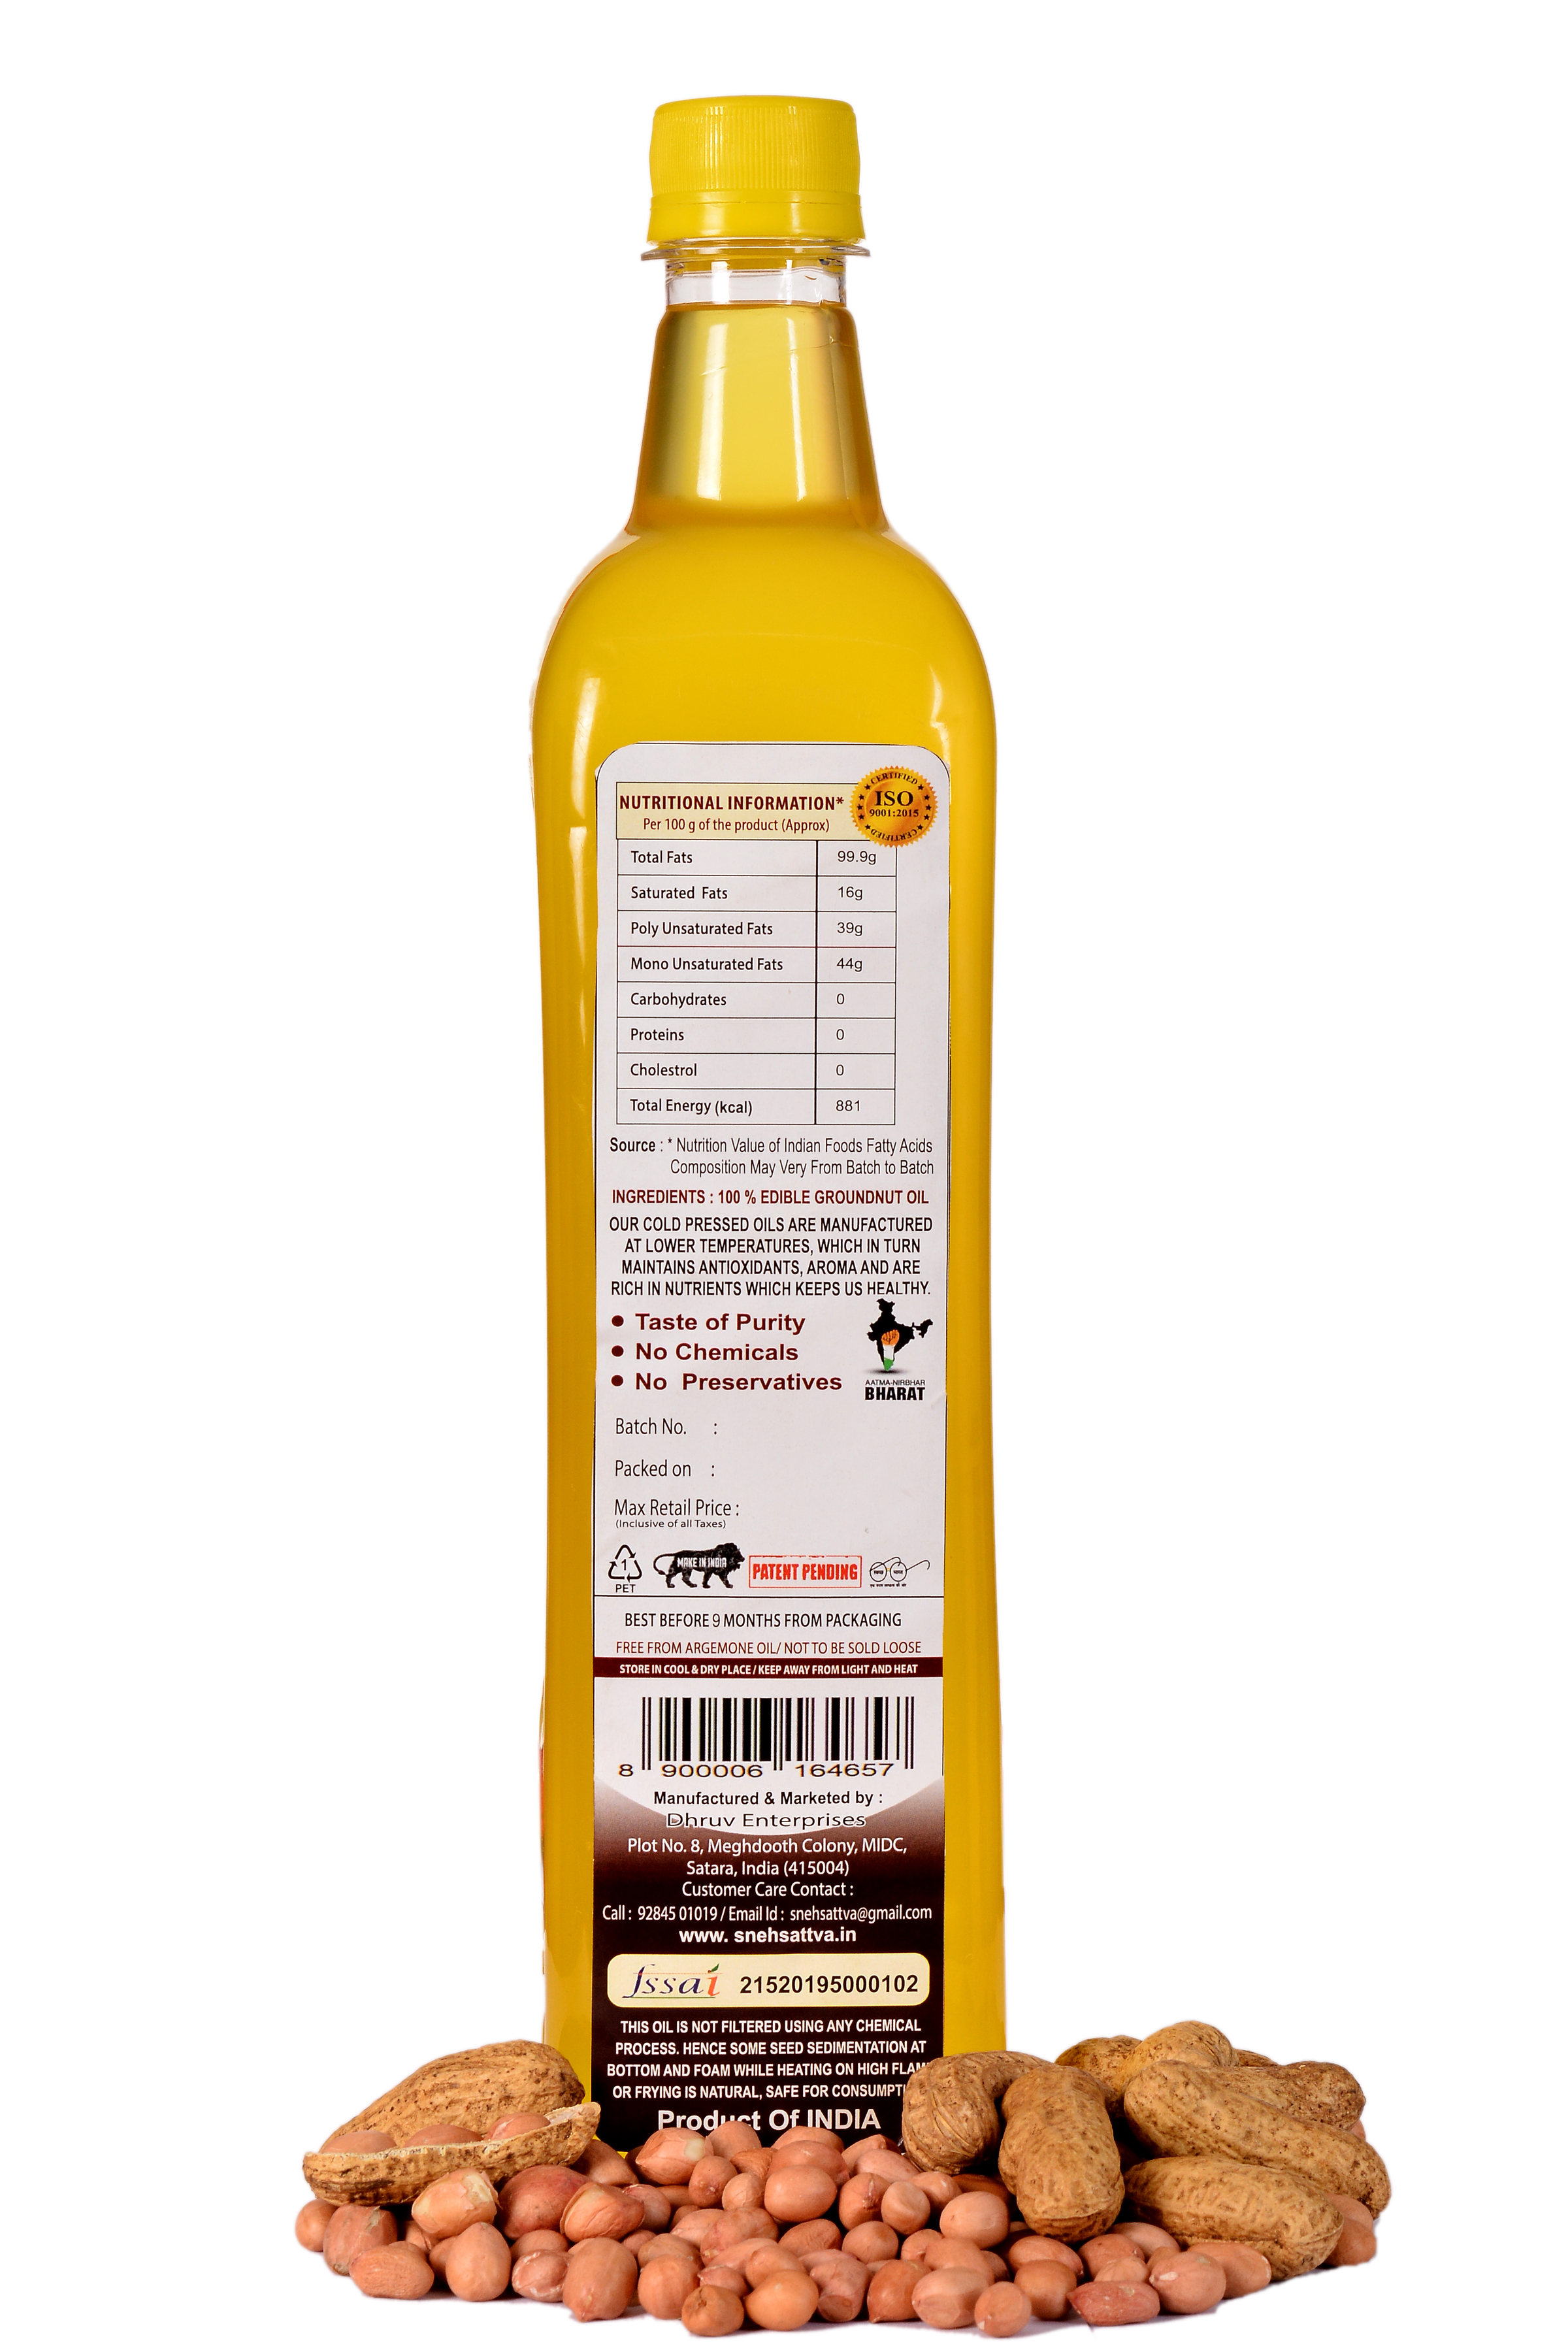 NUTRITIONAL INFORMATION*
Per 100 g of the product (Approx)
CERTIFIED
ISO
9001:2015
CERTIFIED
Total Fats 99.9g
Saturated Fats 16g
Poly Unsaturated Fats 39g
Mono Unsaturated Fats 44g
Carbohydrates 0
Proteins 0
Cholestrol 0
Total Energy (kcal) 881
Source : * Nutrition Value of Indian Foods Fatty Acids
Composition May Very From Batch to Batch
INGREDIENTS : 100 % EDIBLE GROUNDNUT OIL
OUR COLD PRESSED OILS ARE MANUFACTURED
AT LOWER TEMPERATURES, WHICH IN TURN
MAINTAINS ANTIOXIDANTS, AROMA AND ARE
RICH IN NUTRIENTS WHICH KEEPS US HEALTHY.
• Taste of Purity
• No Chemicals
• No Preservatives
AATMA-NIRBHAR
BHARAT
Batch No. :
Packed on :
Max Retail Price :
(Inclusive of all Taxes)
1
PET
MAKE IN INDIA
PATENT PENDING
BEST BEFORE 9 MONTHS FROM PACKAGING
FREE FROM ARGEMONE OIL/ NOT TO BE SOLD LOOSE
STORE IN COOL & DRY PLACE / KEEP AWAY FROM LIGHT AND HEAT
8 900006 164657
Manufactured & Marketed by :
Dhruv Enterprises
Plot No. 8, Meghdooth Colony, MIDC,
Satara, India (415004)
Customer Care Contact :
Call : 92845 01019 / Email Id : snehsattva@gmail.com
www. snehsattva.in
fssai 21520195000102
THIS OIL IS NOT FILTERED USING ANY CHEMICAL
PROCESS. HENCE SOME SEED SEDIMENTATION AT
BOTTOM AND FOAM WHILE HEATING ON HIGH FLAM
OR FRYING IS NATURAL, SAFE FOR CONSUMPTI
Product Of INDIA